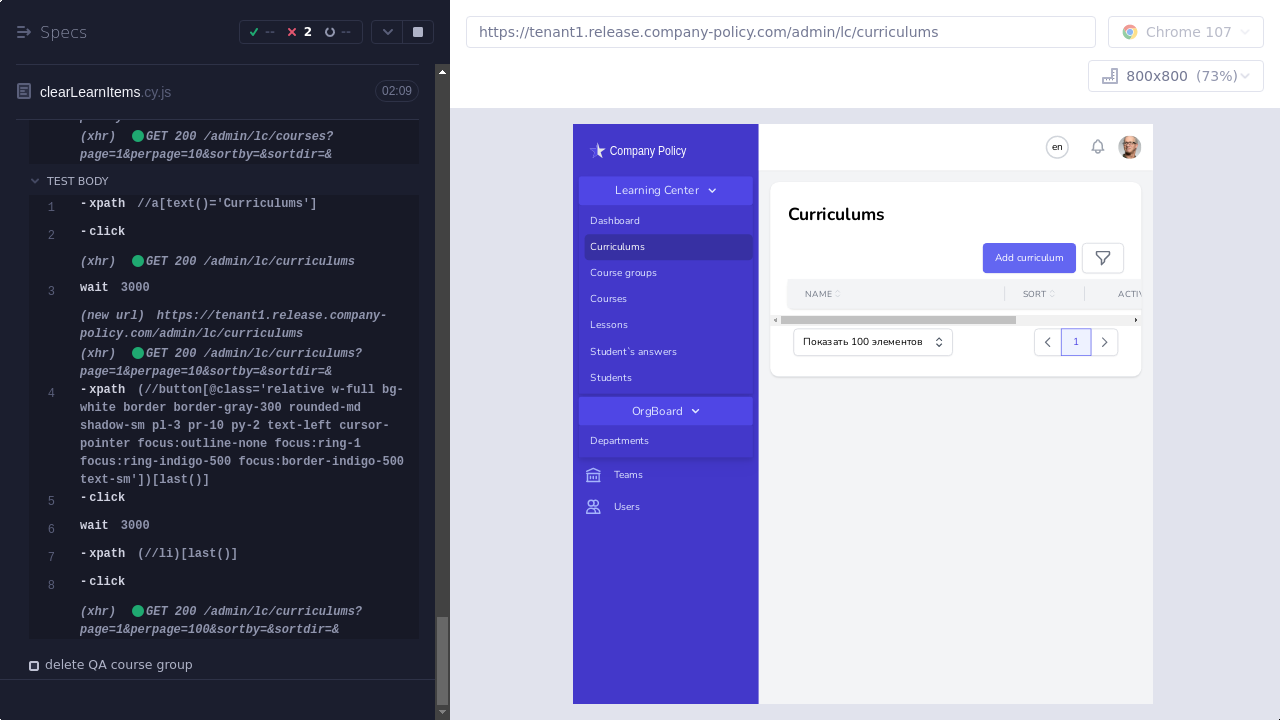 Specs
--
2
--
clearLearnItems.cy.js
02:09
(xhr) GET 200 /admin/lc/courses?
page=1&perpage=10&sortby=&sortdir=&
TEST BODY
1 -xpath //a[text()='Curriculums']
2 -click
(xhr) GET 200 /admin/lc/curriculums
3 wait 3000
(new url) https://tenant1.release.company-
policy.com/admin/lc/curriculums
(xhr) GET 200 /admin/lc/curriculums?
page=1&perpage=10&sortby=&sortdir=&
4 -xpath (//button[@class='relative w-full bg-
white border border-gray-300 rounded-md
shadow-sm pl-3 pr-10 py-2 text-left cursor-
pointer focus:outline-none focus:ring-1
focus:ring-indigo-500 focus:border-indigo-500
text-sm'])[last()]
5 -click
6 wait 3000
7 -xpath (//li)[last()]
8 -click
(xhr) GET 200 /admin/lc/curriculums?
page=1&perpage=100&sortby=&sortdir=&
delete QA course group
https://tenant1.release.company-policy.com/admin/lc/curriculums
Chrome 107
800x800 (73%)
Company Policy
Learning Center
Dashboard
Curriculums
Course groups
Courses
Lessons
Student`s answers
Students
OrgBoard
Departments
Teams
Users
en
Curriculums
Add curriculum
NAME SORT ACTIV
Показать 100 элементов
1